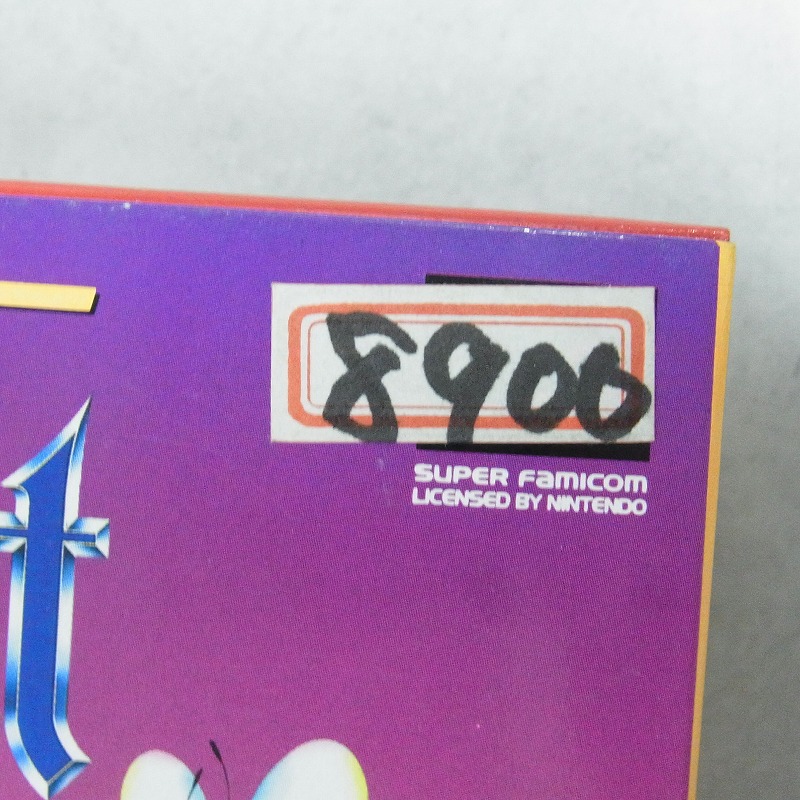 8900
SUPER FAMICOM
LICENSED BY NINTENDO
t